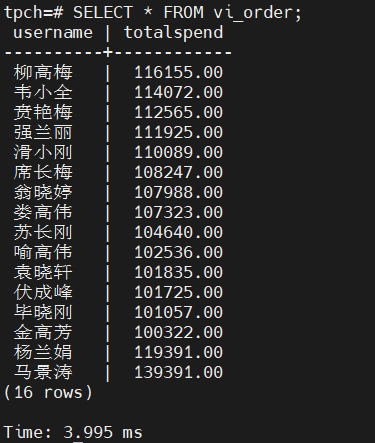 tpch=# SELECT * FROM vi_order;
 username | totalspend
----------+------------
 柳高梅   |  116155.00
 韦小全   |  114072.00
 贲艳梅   |  112565.00
 强兰丽   |  111925.00
 滑小刚   |  110089.00
 席长梅   |  108247.00
 翁晓婷   |  107988.00
 娄高伟   |  107323.00
 苏长刚   |  104640.00
 喻高伟   |  102536.00
 袁晓轩   |  101835.00
 伏成峰   |  101725.00
 毕晓刚   |  101057.00
 金高芳   |  100322.00
 杨兰娟   |  119391.00
 马景涛   |  139391.00
(16 rows)
Time: 3.995 ms